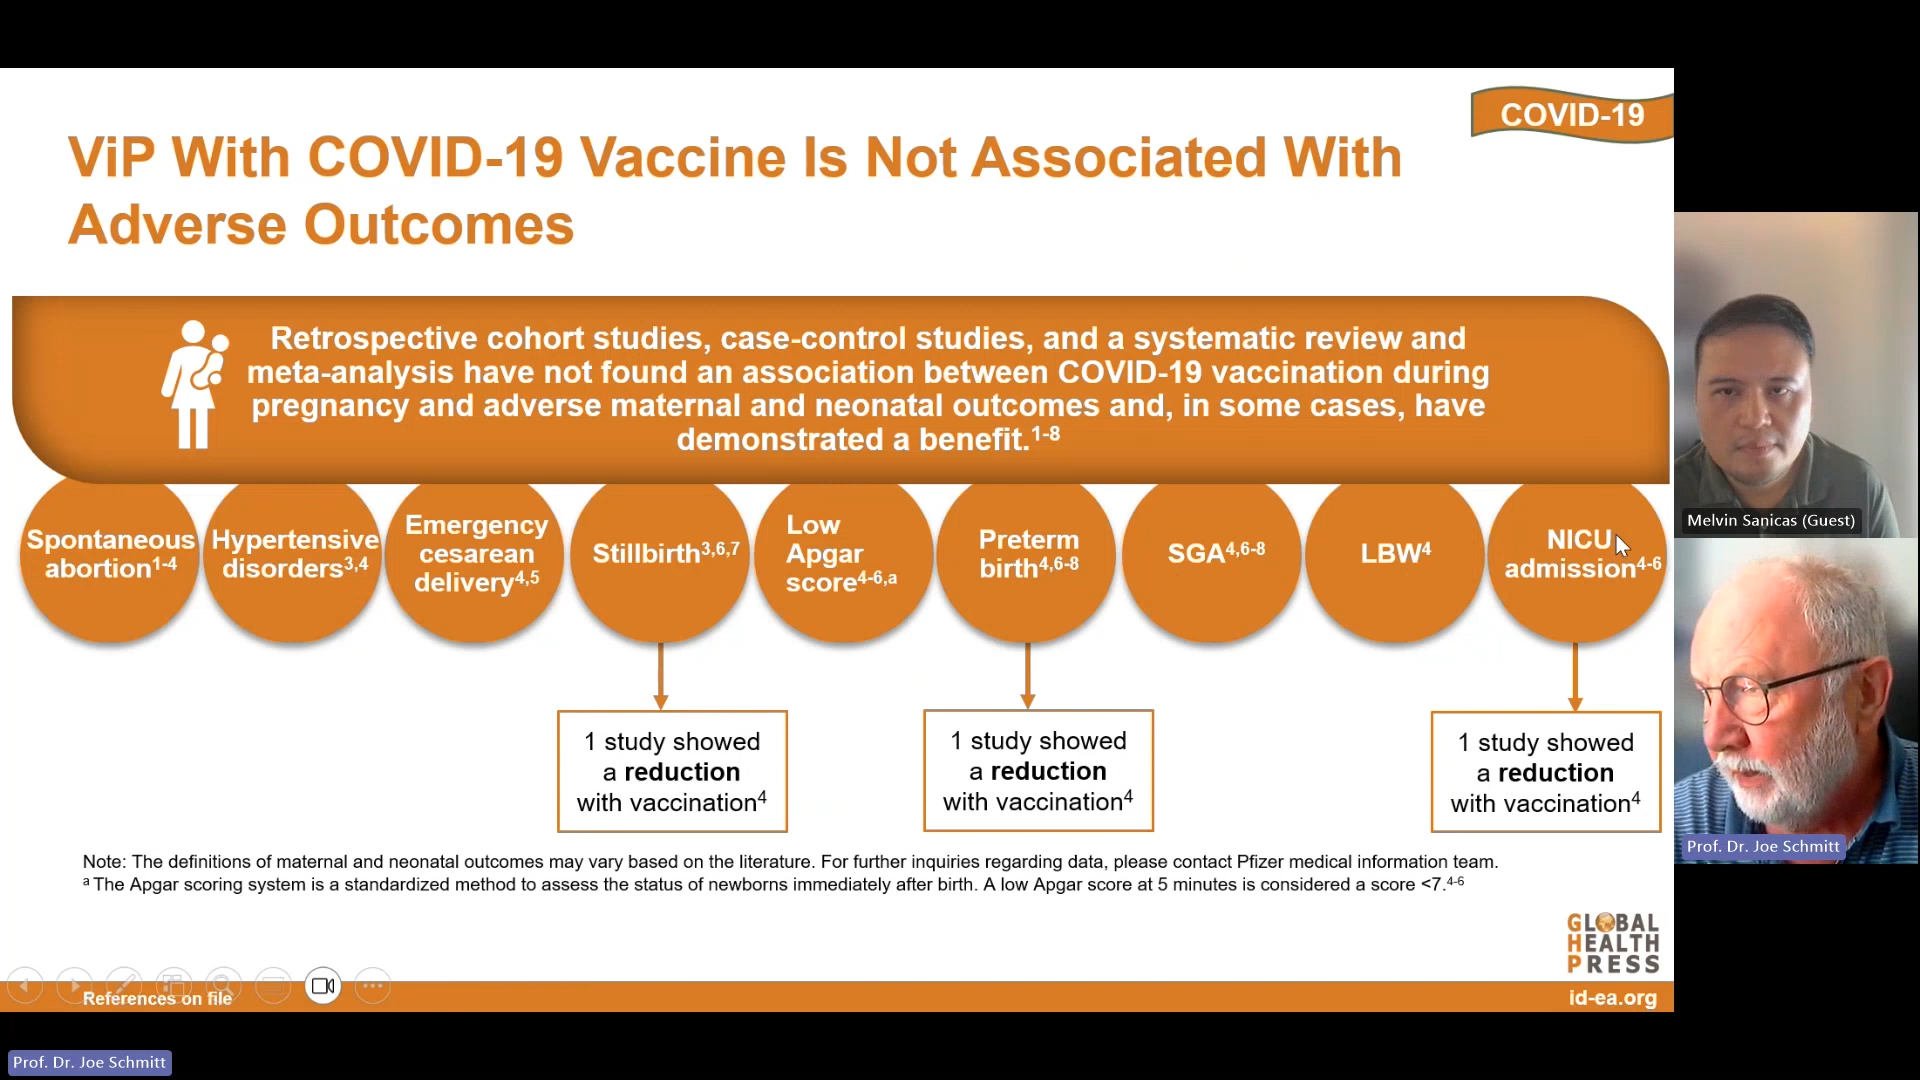 COVID-19
ViP With COVID-19 Vaccine Is Not Associated With
Adverse Outcomes
Retrospective cohort studies, case-control studies, and a systematic review and
meta-analysis have not found an association between COVID-19 vaccination during
pregnancy and adverse maternal and neonatal outcomes and, in some cases, have
demonstrated a benefit.1-8
Spontaneous
abortion1-4
Hypertensive
disorders3,4
Emergency
cesarean
delivery4,5
Stillbirth3,6,7
Low
Apgar
score4-6,a
Preterm
birth4,6-8
SGA4,6-8
LBW4
NICU
admission4-6
1 study showed
a reduction
with vaccination4
1 study showed
a reduction
with vaccination4
1 study showed
a reduction
with vaccination4
Note: The definitions of maternal and neonatal outcomes may vary based on the literature. For further inquiries regarding data, please contact Pfizer medical information team.
a The Apgar scoring system is a standardized method to assess the status of newborns immediately after birth. A low Apgar score at 5 minutes is considered a score <7.4-6
GLOBAL
HEALTH
PRESS
References on file
id-ea.org
Melvin Sanicas (Guest)
Prof. Dr. Joe Schmitt
Prof. Dr. Joe Schmitt